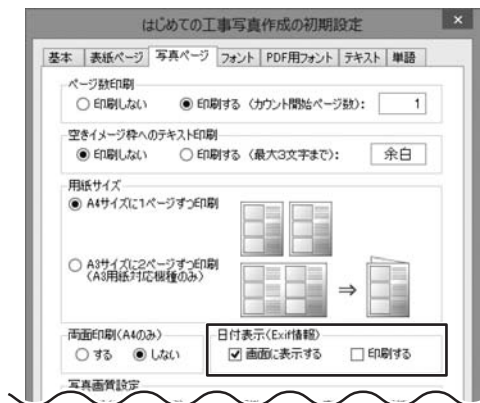 はじめての工事写真作成の初期設定
基本 表紙ページ 写真ページ フォント PDF用フォント テキスト 単語
ページ数印刷
印刷しない 印刷する (カウント開始ページ数): 1
空きイメージ枠へのテキスト印刷
印刷しない 印刷する (最大3文字まで): 余白
用紙サイズ
A4サイズに1ページずつ印刷
A3サイズに2ページずつ印刷
(A3用紙対応機種のみ)
両面印刷(A4のみ) 日付表示(Exif情報)
する しない 画面に表示する 印刷する
写真画質設定